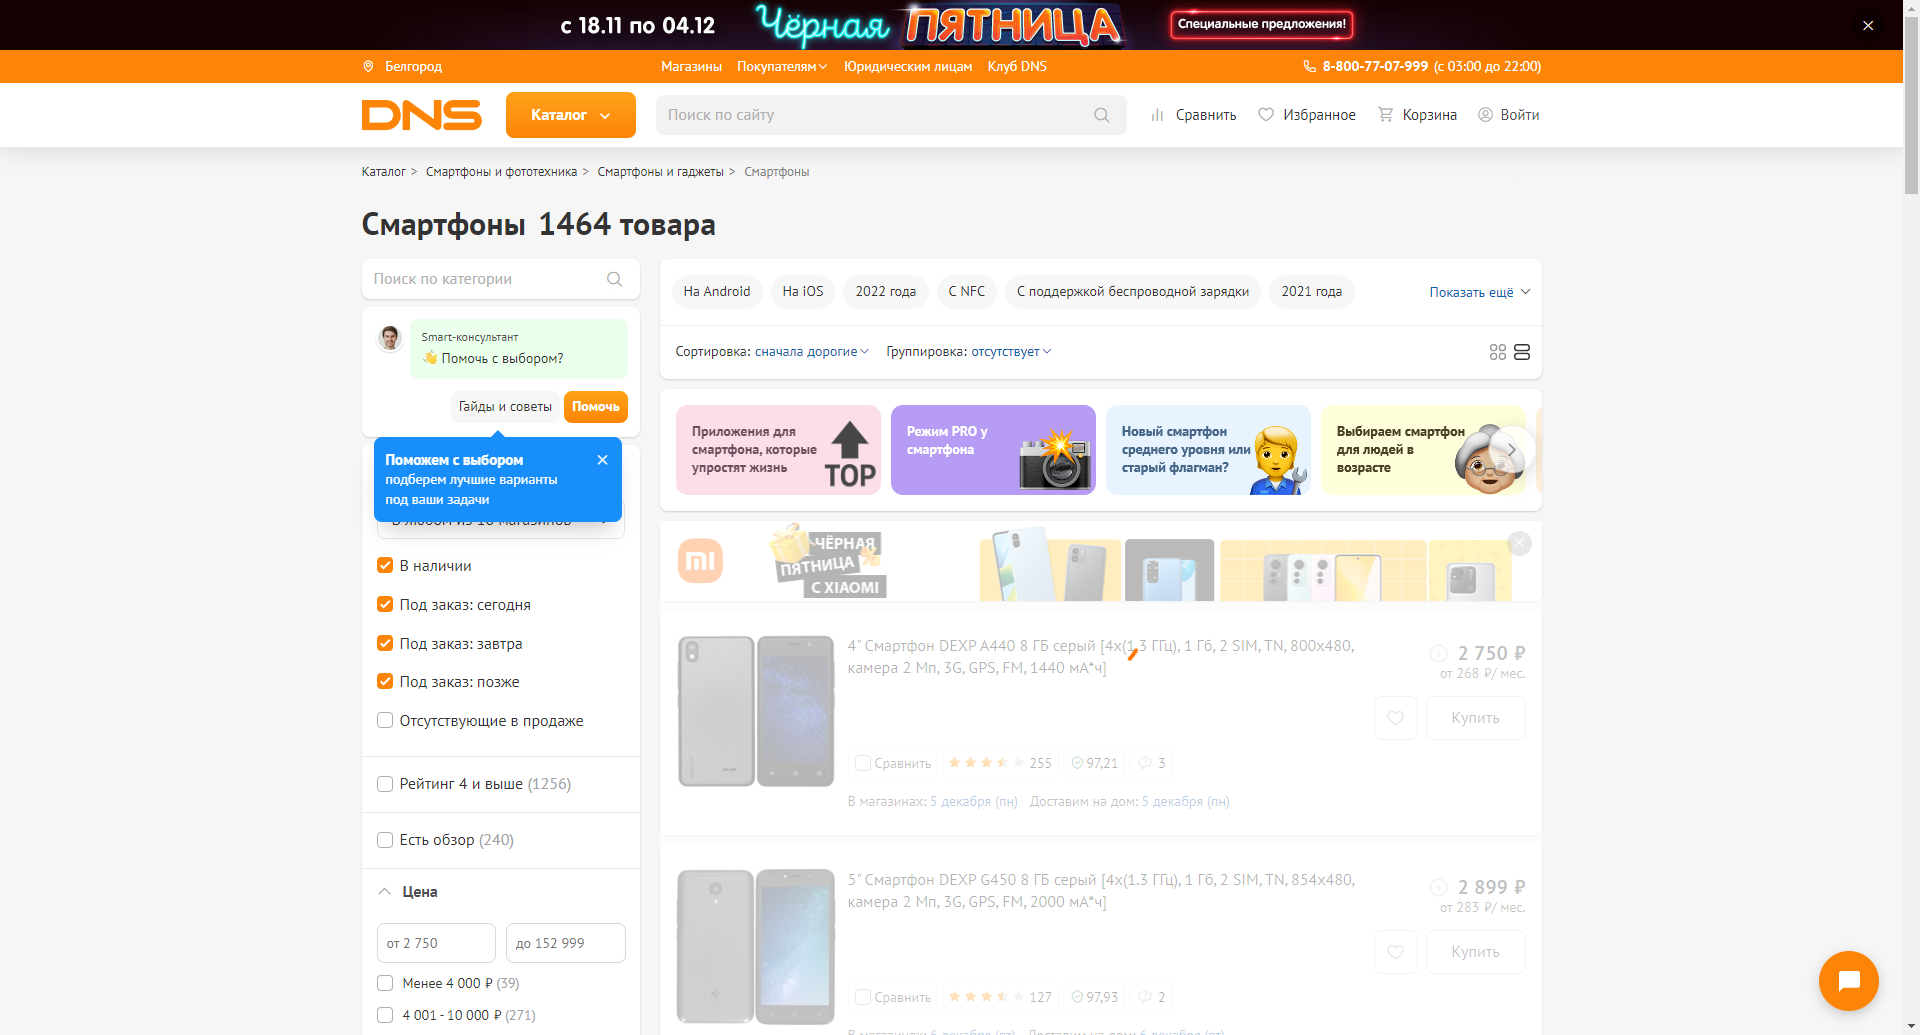 с 18.11 по 04.12
Чёрная ПЯТНИЦА
Специальные предложения!
Белгород
Магазины Покупателям Юридическим лицам Клуб DNS
8-800-77-07-999 (с 03:00 до 22:00)
DNS
Каталог
Поиск по сайту
Сравнить
Избранное
Корзина
Войти
Каталог > Смартфоны и фототехника > Смартфоны и гаджеты > Смартфоны
Смартфоны 1464 товара
Поиск по категории
Smart-консультант
Помочь с выбором?
Гайды и советы
Помочь
Поможем с выбором
подберем лучшие варианты
под ваши задачи
В любом из 10 магазинов
В наличии
Под заказ: сегодня
Под заказ: завтра
Под заказ: позже
Отсутствующие в продаже
Рейтинг 4 и выше (1256)
Есть обзор (240)
Цена
от 2 750
до 152 999
Менее 4 000 ₽ (39)
4 001 - 10 000 ₽ (271)
На Android
На iOS
2022 года
С NFC
С поддержкой беспроводной зарядки
2021 года
Показать ещё
Сортировка: сначала дорогие
Группировка: отсутствует
Приложения для
смартфона, которые
упростят жизнь
TOP
Режим PRO у
смартфона
Новый смартфон
среднего уровня или
старый флагман?
Выбираем смартфон
для людей в
возрасте
mi
ЧЁРНАЯ
ПЯТНИЦА
С XIAOMI
4" Смартфон DEXP A440 8 ГБ серый [4x(1.3 ГГц), 1 Гб, 2 SIM, TN, 800x480,
камера 2 Мп, 3G, GPS, FM, 1440 мА*ч]
2 750 ₽
от 268 ₽/ мес.
Купить
Сравнить
255
97,21
3
В магазинах: 5 декабря (пн) Доставим на дом: 5 декабря (пн)
5" Смартфон DEXP G450 8 ГБ серый [4x(1.3 ГГц), 1 Гб, 2 SIM, TN, 854x480,
камера 2 Мп, 3G, GPS, FM, 2000 мА*ч]
2 899 ₽
от 283 ₽/ мес.
Купить
Сравнить
127
97,93
2
В магазинах: 6 декабря (вт) Доставим на дом: 6 декабря (вт)